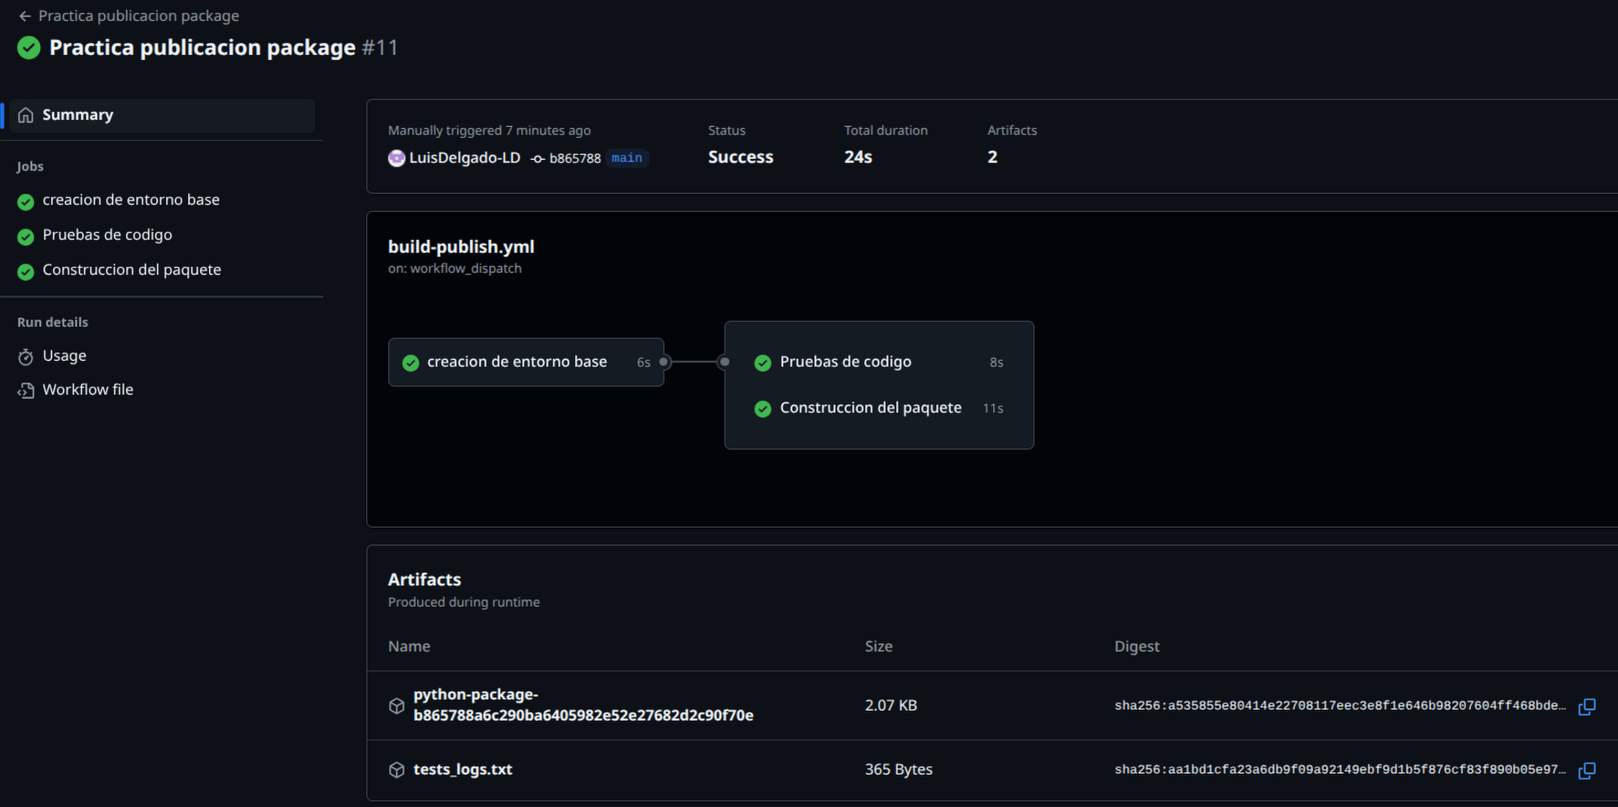 ← Practica publicacion package
Practica publicacion package #11
Summary
Jobs
creacion de entorno base
Pruebas de codigo
Construccion del paquete
Run details
Usage
Workflow file
Manually triggered 7 minutes ago
LuisDelgado-LD b865788 main
Status
Success
Total duration
24s
Artifacts
2
build-publish.yml
on: workflow_dispatch
creacion de entorno base 6s
Pruebas de codigo 8s
Construccion del paquete 11s
Artifacts
Produced during runtime
Name Size Digest
python-package-
b865788a6c290ba6405982e52e27682d2c90f70e 2.07 KB sha256:a535855e80414e22708117eec3e8f1e646b98207604ff468bde…
tests_logs.txt 365 Bytes sha256:aa1bd1cfa23a6db9f09a92149ebf9d1b5f876cf83f890b05e97…